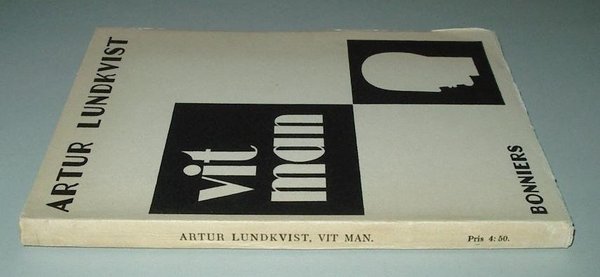 ARTUR LUNDKVIST
vit
man
BONNIERS
ARTUR LUNDKVIST, VIT MAN.
Pris 4: 50.